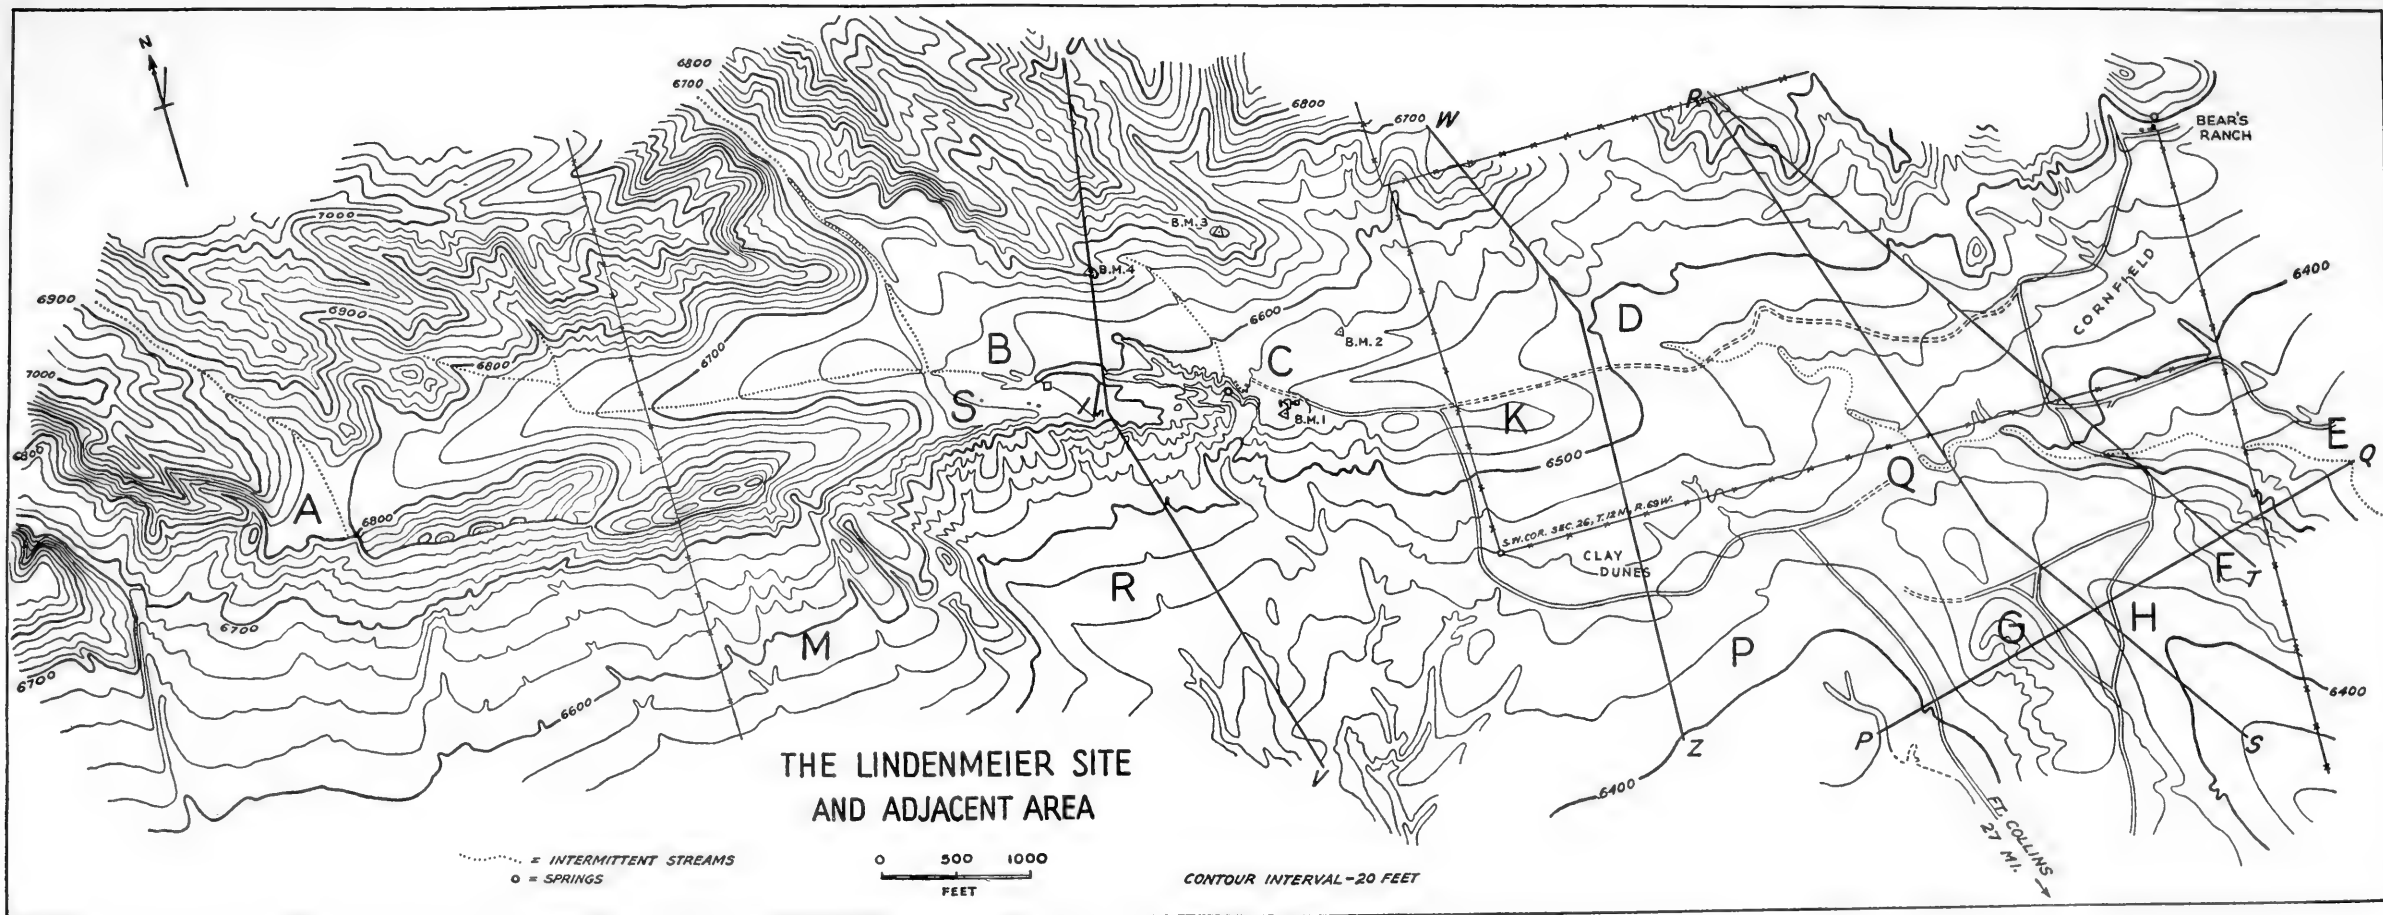 N
6800
6700
U
6800
6700
W
R
BEAR'S
RANCH
7000
B.M.3
6900
B.M.4
CORNFIELD
6400
6900
6600
D
B.M.2
6700
B
C
7000
6800
S
K
B.M.1
E
Q
6800
6500
Q
A
6800
S.W. COR. SEC. 26, T. 12 N., R. 69 W.
CLAY
DUNES
R
F
T
6700
M
G
H
P
6700
6600
6400
Z
P
S
V
6400
THE LINDENMEIER SITE
AND ADJACENT AREA
FT. COLLINS
27 MI.
= INTERMITTENT STREAMS
= SPRINGS
0 500 1000
FEET
CONTOUR INTERVAL-20 FEET